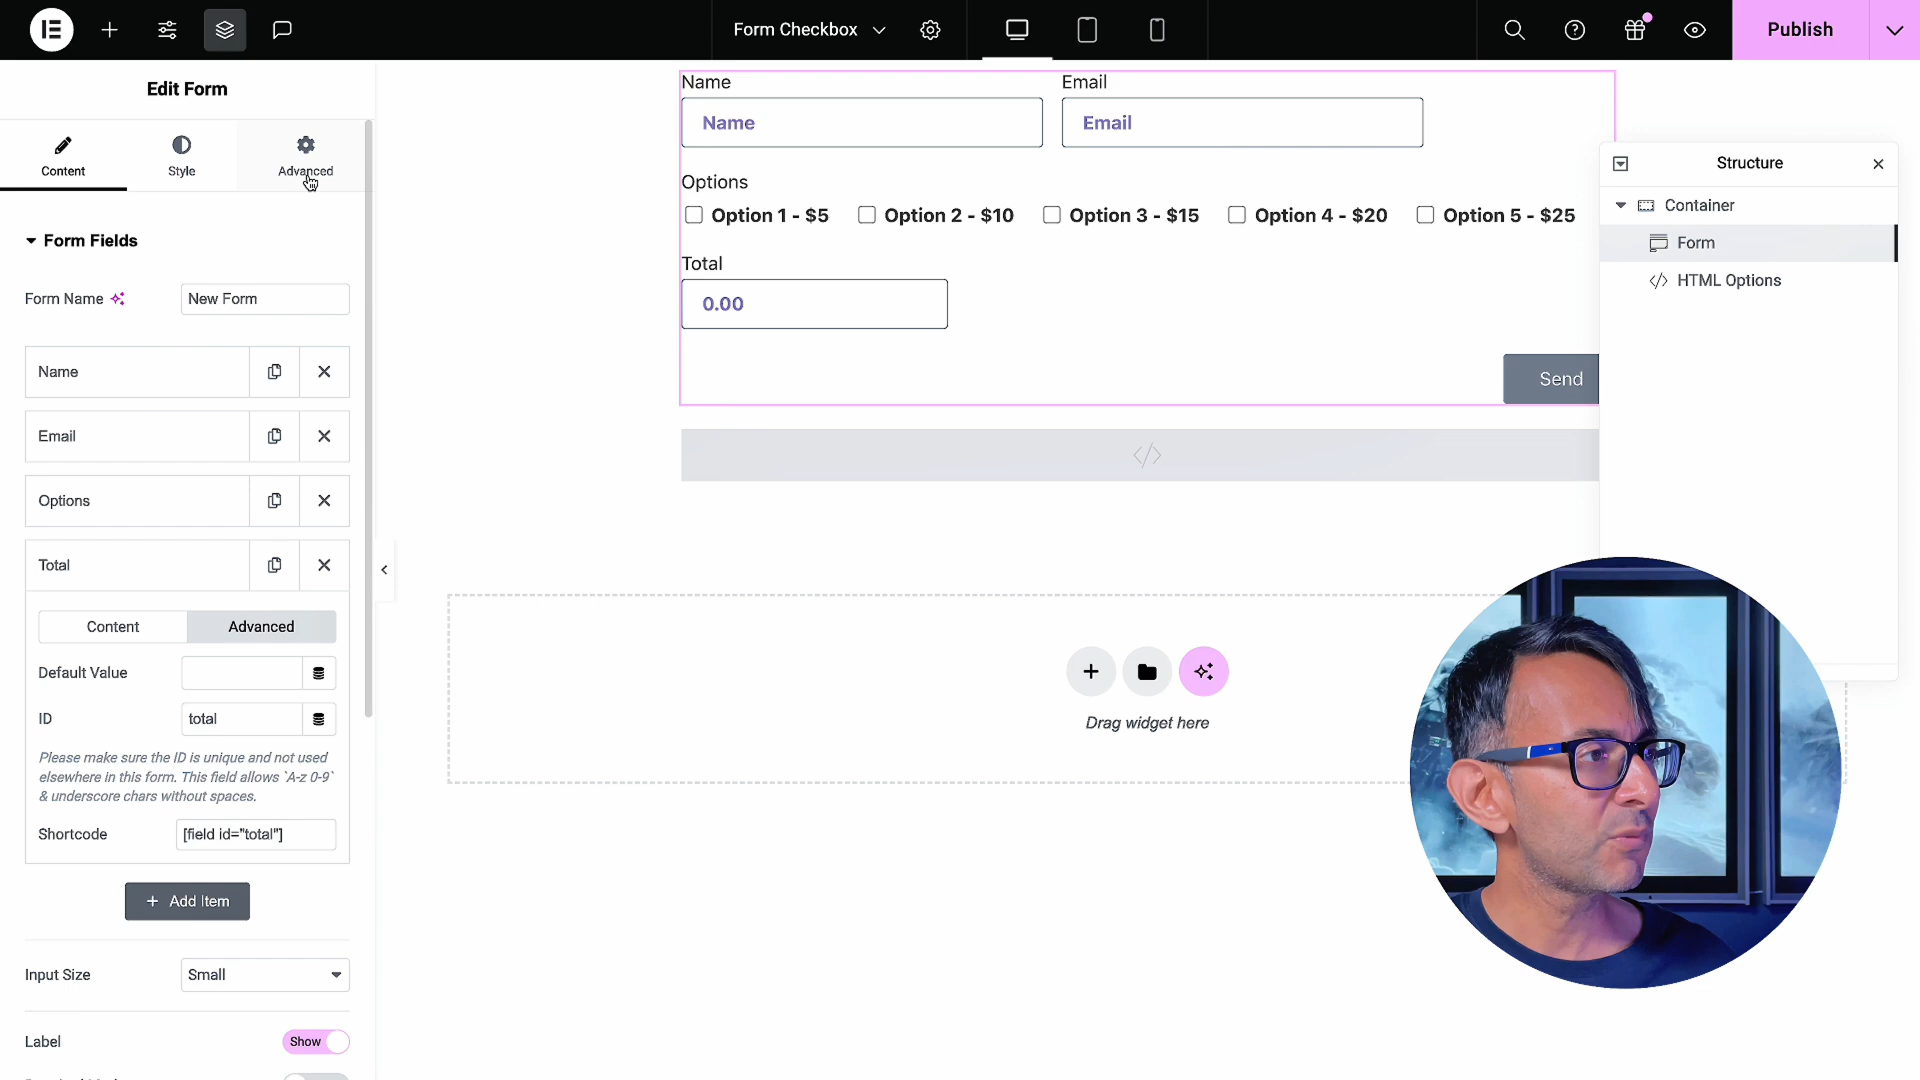 Form Checkbox
Publish
Edit Form
Content
Style
Advanced
Form Fields
Form Name
New Form
Name
Email
Options
Total
Content
Advanced
Default Value
ID
total
Please make sure the ID is unique and not used
elsewhere in this form. This field allows `A-z 0-9`
& underscore chars without spaces.
Shortcode
[field id="total"]
+ Add Item
Input Size
Small
Label
Show
Name
Email
Name
Email
Options
Option 1 - $5
Option 2 - $10
Option 3 - $15
Option 4 - $20
Option 5 - $25
Total
0.00
Send
Drag widget here
Structure
Container
Form
HTML Options